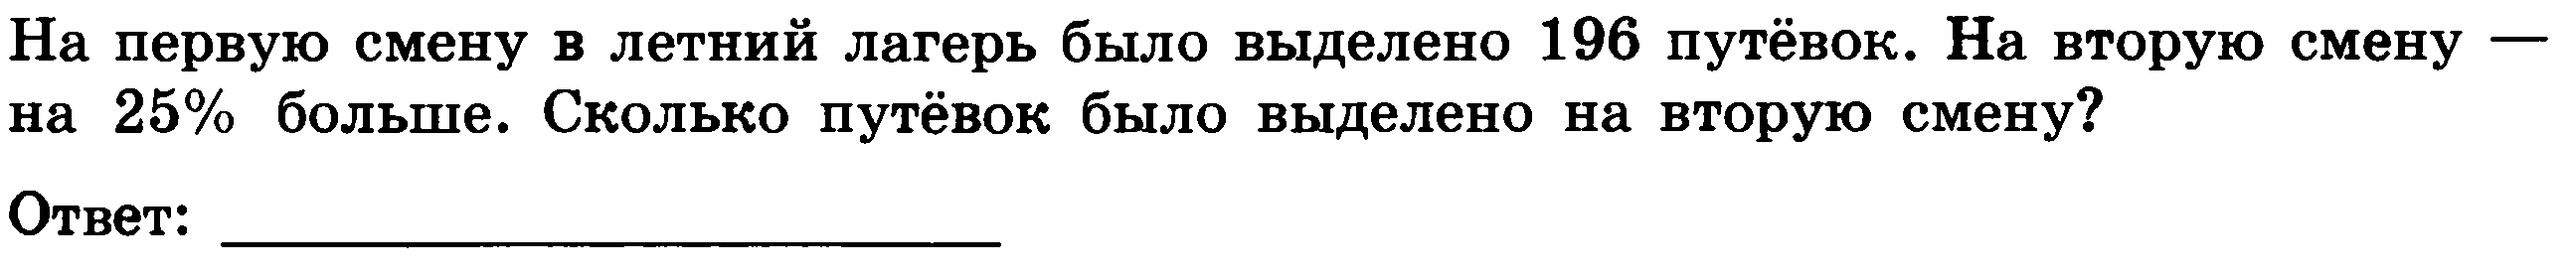 На первую смену в летний лагерь было выделено 196 путёвок. На вторую смену —
на 25% больше. Сколько путёвок было выделено на вторую смену?
Ответ: